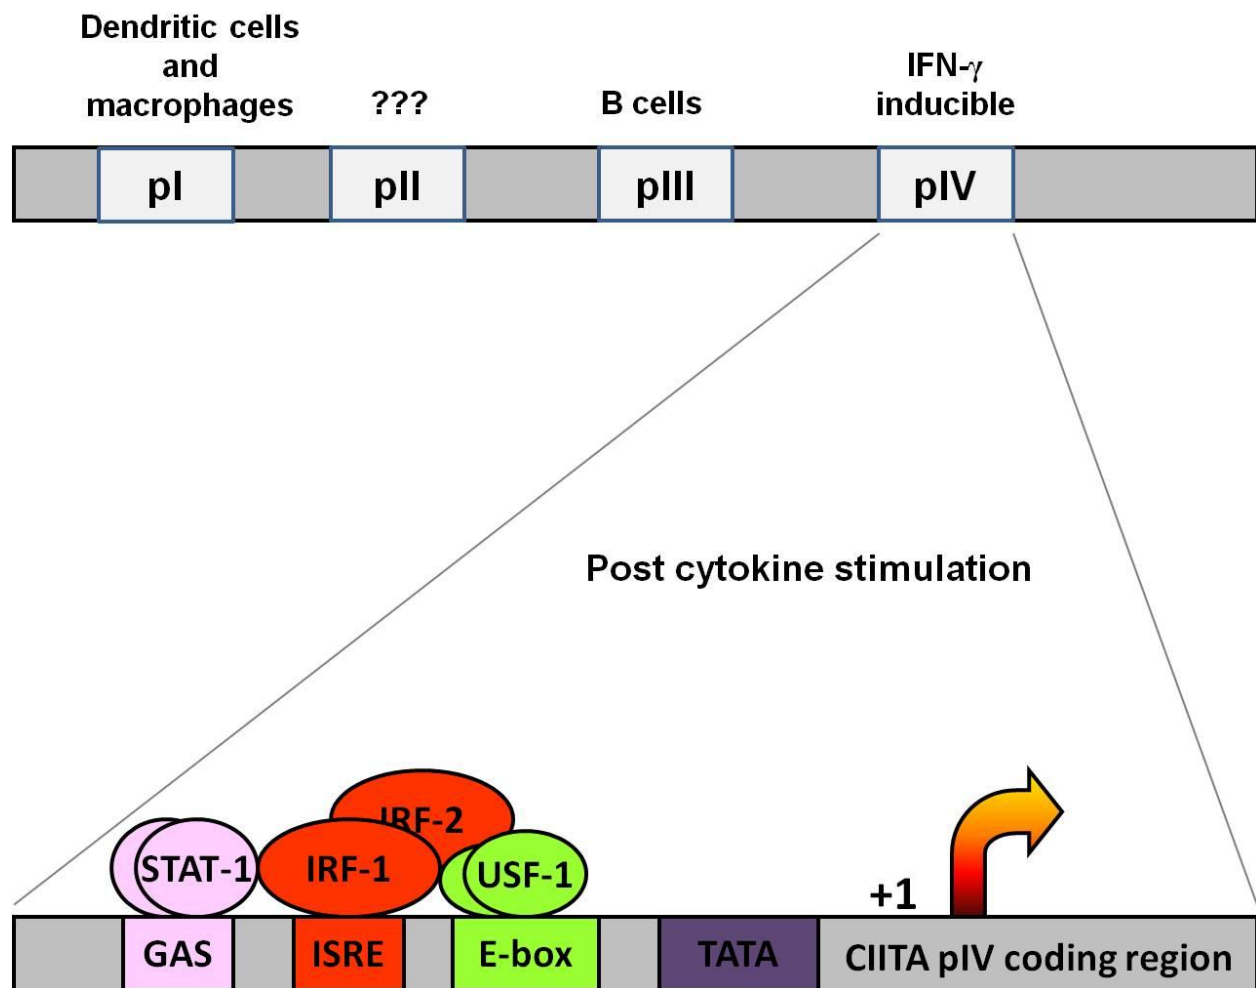 Dendritic cells
and
macrophages
???
B cells
IFN-γ
inducible
pI
pII
pIII
pIV
Post cytokine stimulation
IRF-2
STAT-1
IRF-1
USF-1
+1
GAS
ISRE
E-box
TATA
CIITA pIV coding region